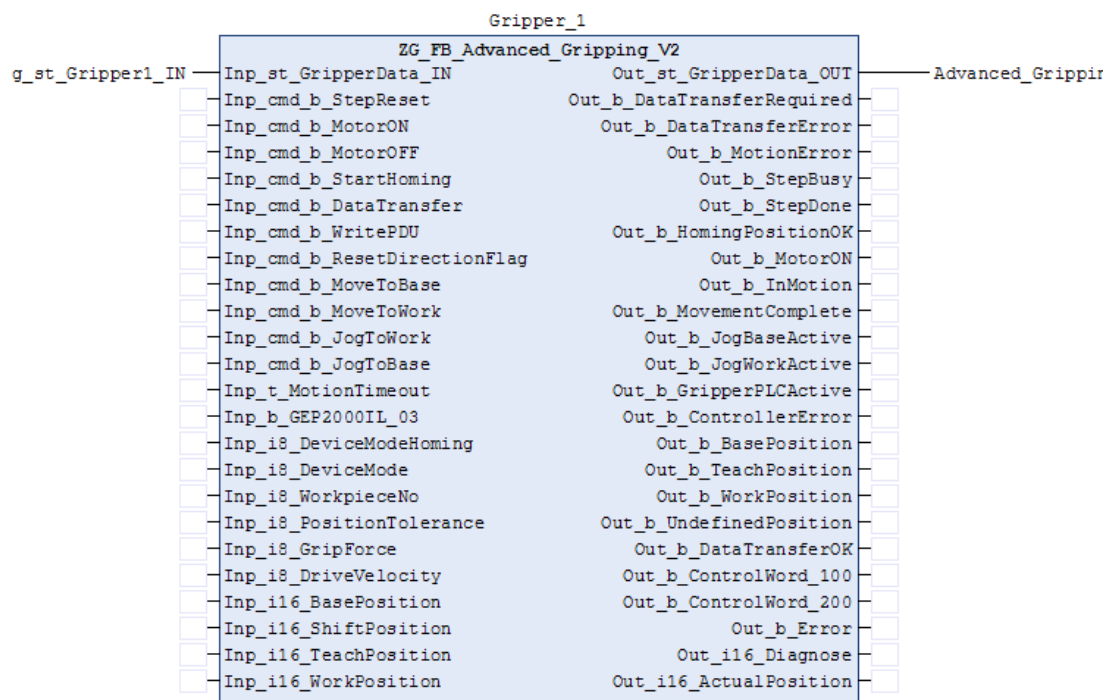 Gripper_1
ZG_FB_Advanced_Gripping_V2
g_st_Gripper1_IN Inp_st_GripperData_IN Out_st_GripperData_OUT Advanced_Grippin
Inp_cmd_b_StepReset Out_b_DataTransferRequired
Inp_cmd_b_MotorON Out_b_DataTransferError
Inp_cmd_b_MotorOFF Out_b_MotionError
Inp_cmd_b_StartHoming Out_b_StepBusy
Inp_cmd_b_DataTransfer Out_b_StepDone
Inp_cmd_b_WritePDU Out_b_HomingPositionOK
Inp_cmd_b_ResetDirectionFlag Out_b_MotorON
Inp_cmd_b_MoveToBase Out_b_InMotion
Inp_cmd_b_MoveToWork Out_b_MovementComplete
Inp_cmd_b_JogToWork Out_b_JogBaseActive
Inp_cmd_b_JogToBase Out_b_JogWorkActive
Inp_t_MotionTimeout Out_b_GripperPLCActive
Inp_b_GEP2000IL_03 Out_b_ControllerError
Inp_i8_DeviceModeHoming Out_b_BasePosition
Inp_i8_DeviceMode Out_b_TeachPosition
Inp_i8_WorkpieceNo Out_b_WorkPosition
Inp_i8_PositionTolerance Out_b_UndefinedPosition
Inp_i8_GripForce Out_b_DataTransferOK
Inp_i8_DriveVelocity Out_b_ControlWord_100
Inp_i16_BasePosition Out_b_ControlWord_200
Inp_i16_ShiftPosition Out_b_Error
Inp_i16_TeachPosition Out_i16_Diagnose
Inp_i16_WorkPosition Out_i16_ActualPosition